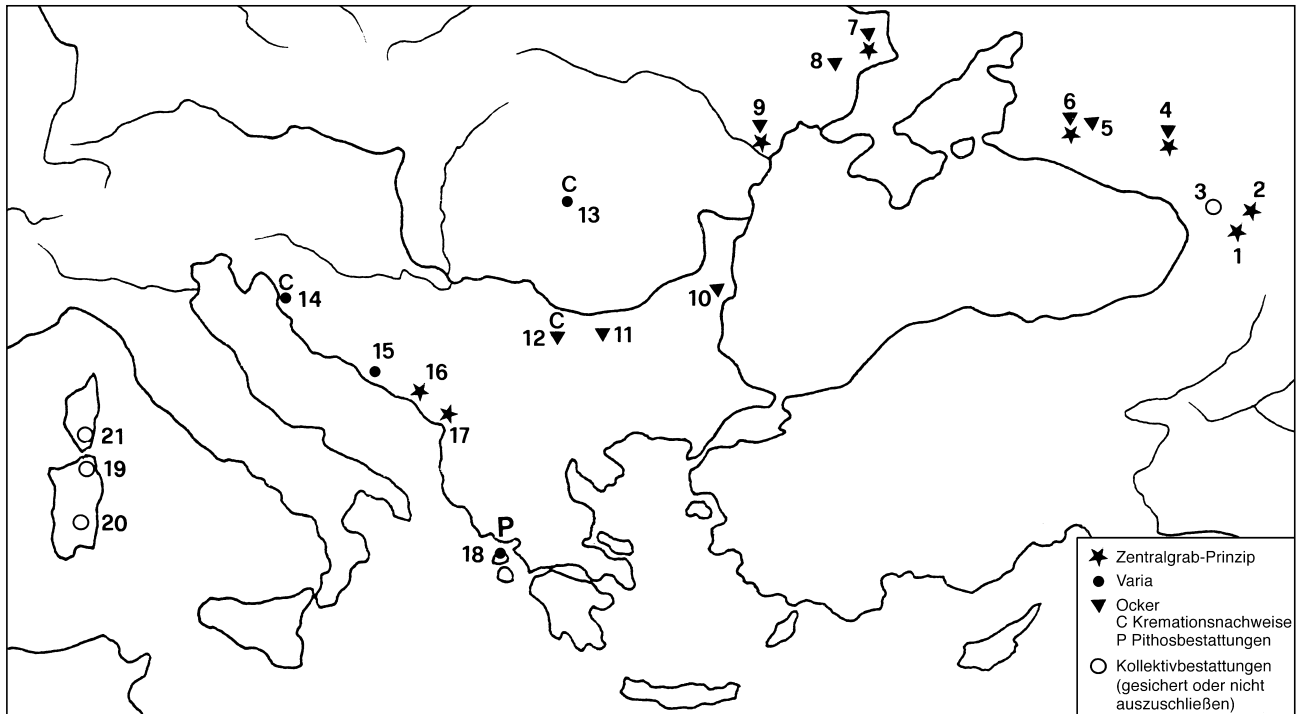 7
8
9
6
5
4
C
13
3
2
1
C
14
10
C
12
11
15
16
17
21
19
20
P
18
Zentralgrab-Prinzip
Varia
Ocker
C Kremationsnachweise
P Pithosbestattungen
Kollektivbestattungen
(gesichert oder nicht
auszuschließen)